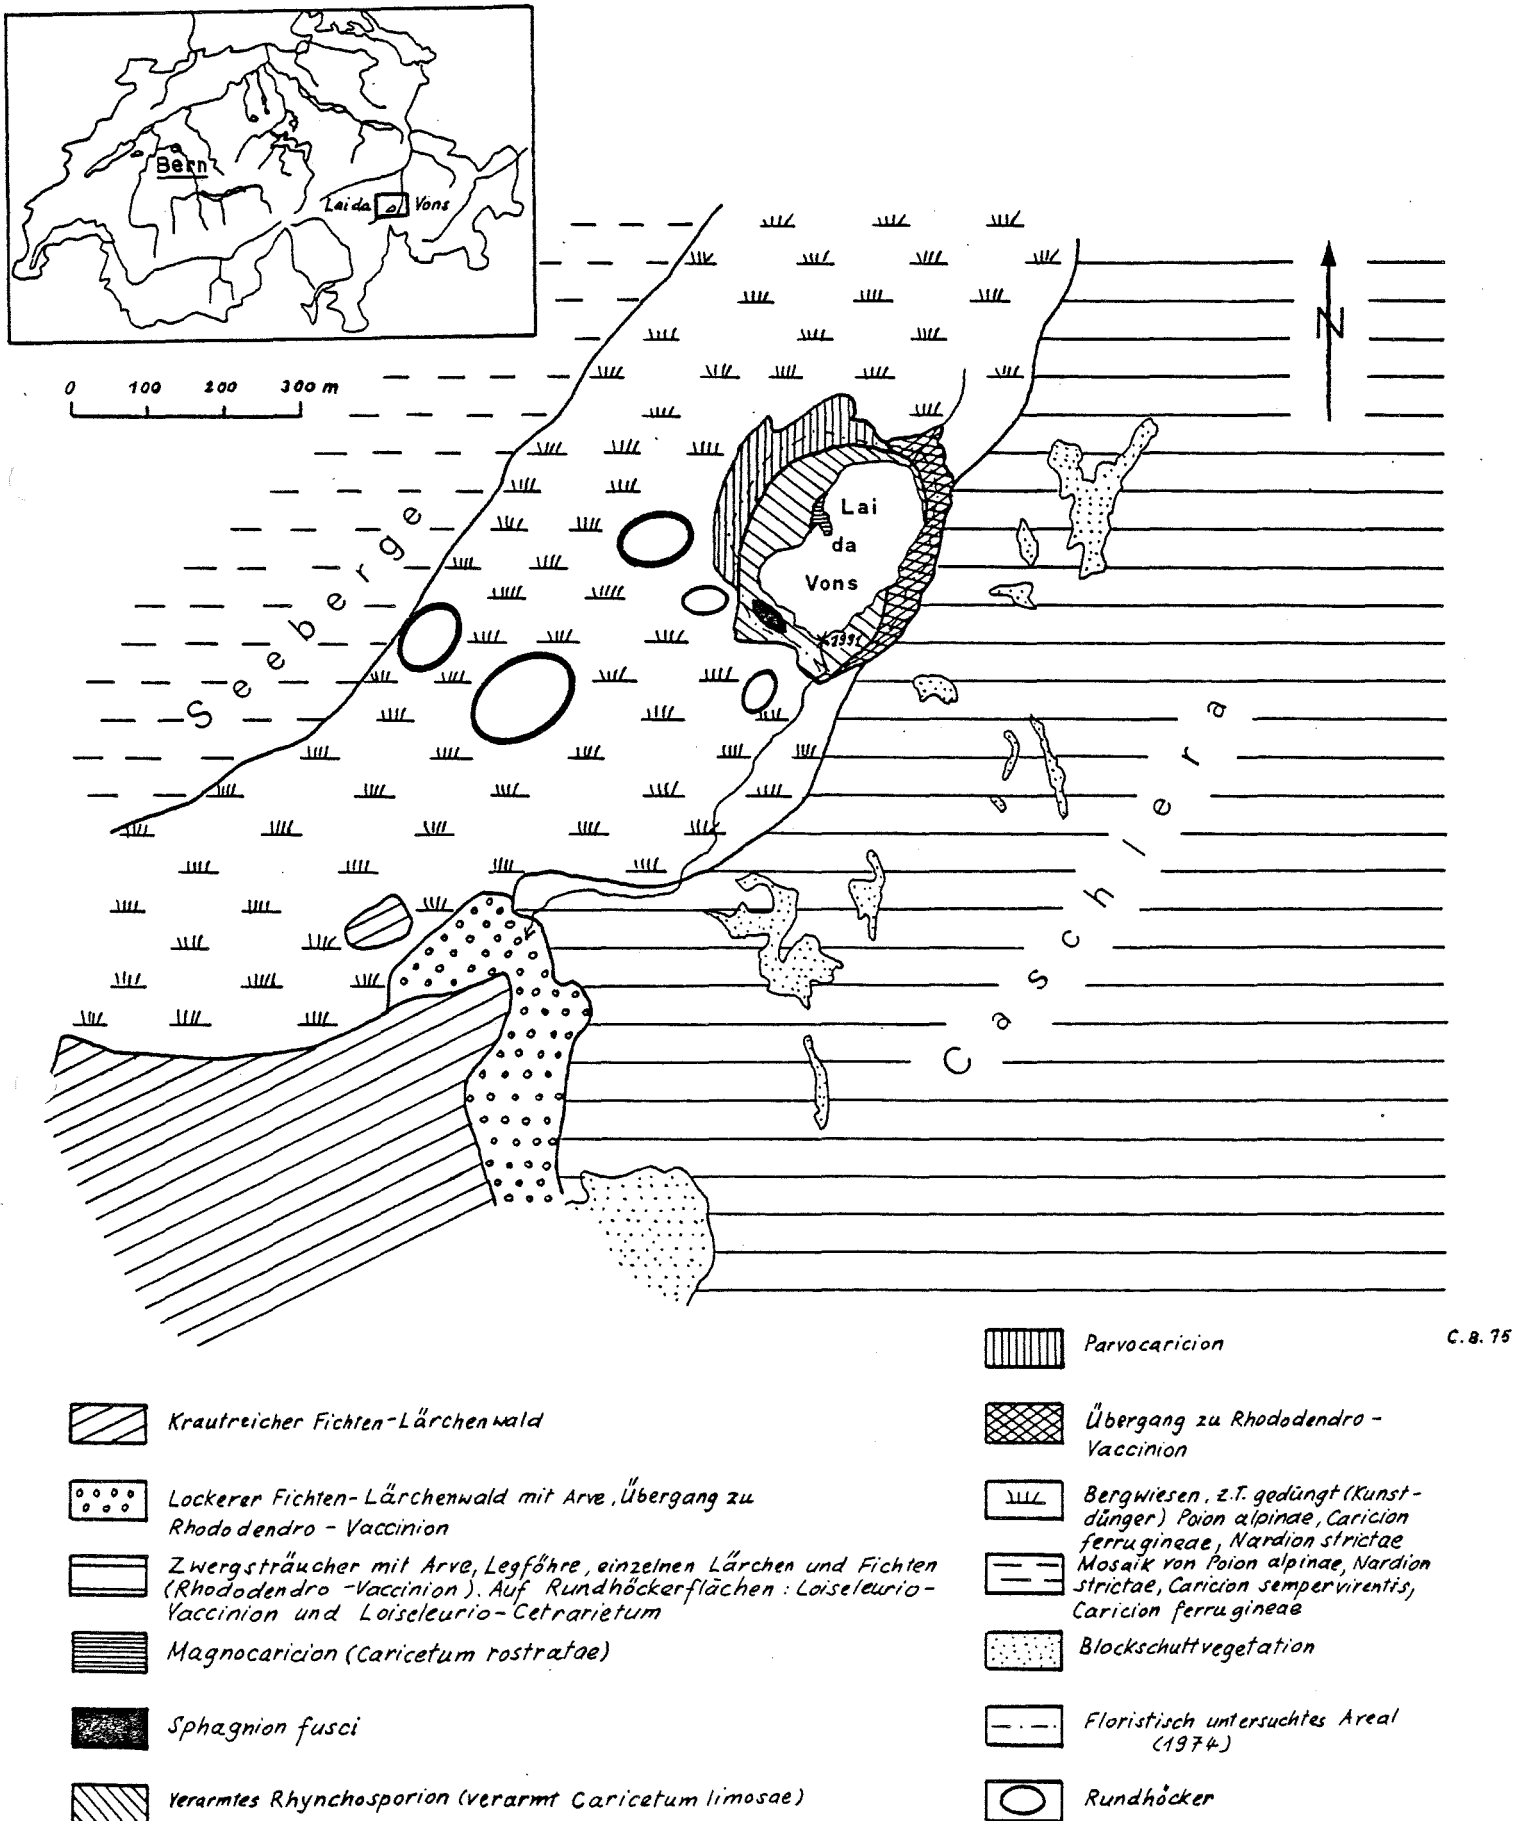 Bern
Lai da Vons
0 100 200 300 m
N
Seeberge
Lai
da
Vons
1991
Caschlera
C.B. 75
Krautreicher Fichten-Lärchenwald
Lockerer Fichten-Lärchenwald mit Arve, Übergang zu
Rhododendro - Vaccinion
Zwergsträucher mit Arve, Legföhre, einzelnen Lärchen und Fichten
(Rhododendro -Vaccinion). Auf Rundhöckerflächen : Loiseleurio-
Vaccinion und Loiseleurio-Cetrarietum
Magnocaricion (Caricetum rostratae)
Sphagnion fusci
Verarmtes Rhynchosporion (verarmt Caricetum limosae)
Parvocaricion
Übergang zu Rhododendro -
Vaccinion
Bergwiesen, z.T. gedüngt (Kunst-
dünger) Poion alpinae, Caricion
ferrugineae, Nardion strictae
Mosaik von Poion alpinae, Nardion
strictae, Caricion sempervirentis,
Caricion ferrugineae
Blockschuttvegetation
Floristisch untersuchtes Areal
(1974)
Rundhöcker